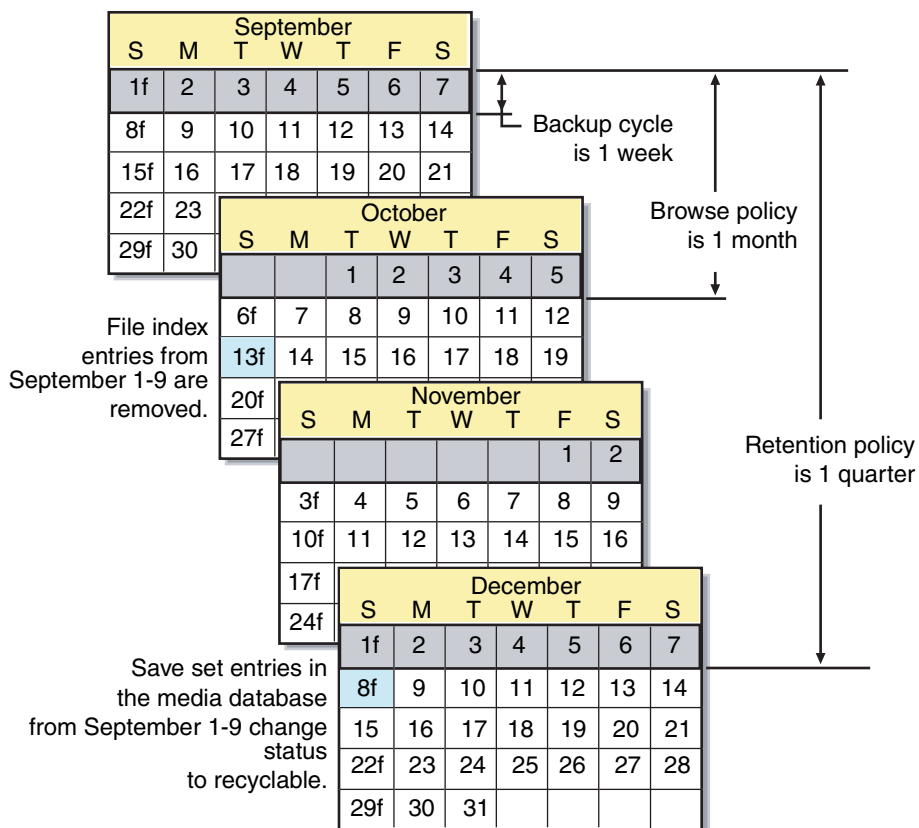 September
S M T W T F S
1f 2 3 4 5 6 7
8f 9 10 11 12 13 14
15f 16 17 18 19 20 21
22f 23
29f 30
Backup cycle
is 1 week
Browse policy
is 1 month
Retention policy
is 1 quarter
October
S M T W T F S
1 2 3 4 5
6f 7 8 9 10 11 12
13f 14 15 16 17 18 19
20f
27f
File index
entries from
September 1-9 are
removed.
November
S M T W T F S
1 2
3f 4 5 6 7 8 9
10f 11 12 13 14 15 16
17f
24f
December
S M T W T F S
1f 2 3 4 5 6 7
8f 9 10 11 12 13 14
15 16 17 18 19 20 21
22f 23 24 25 26 27 28
29f 30 31
Save set entries in
the media database
from September 1-9 change
status
to recyclable.